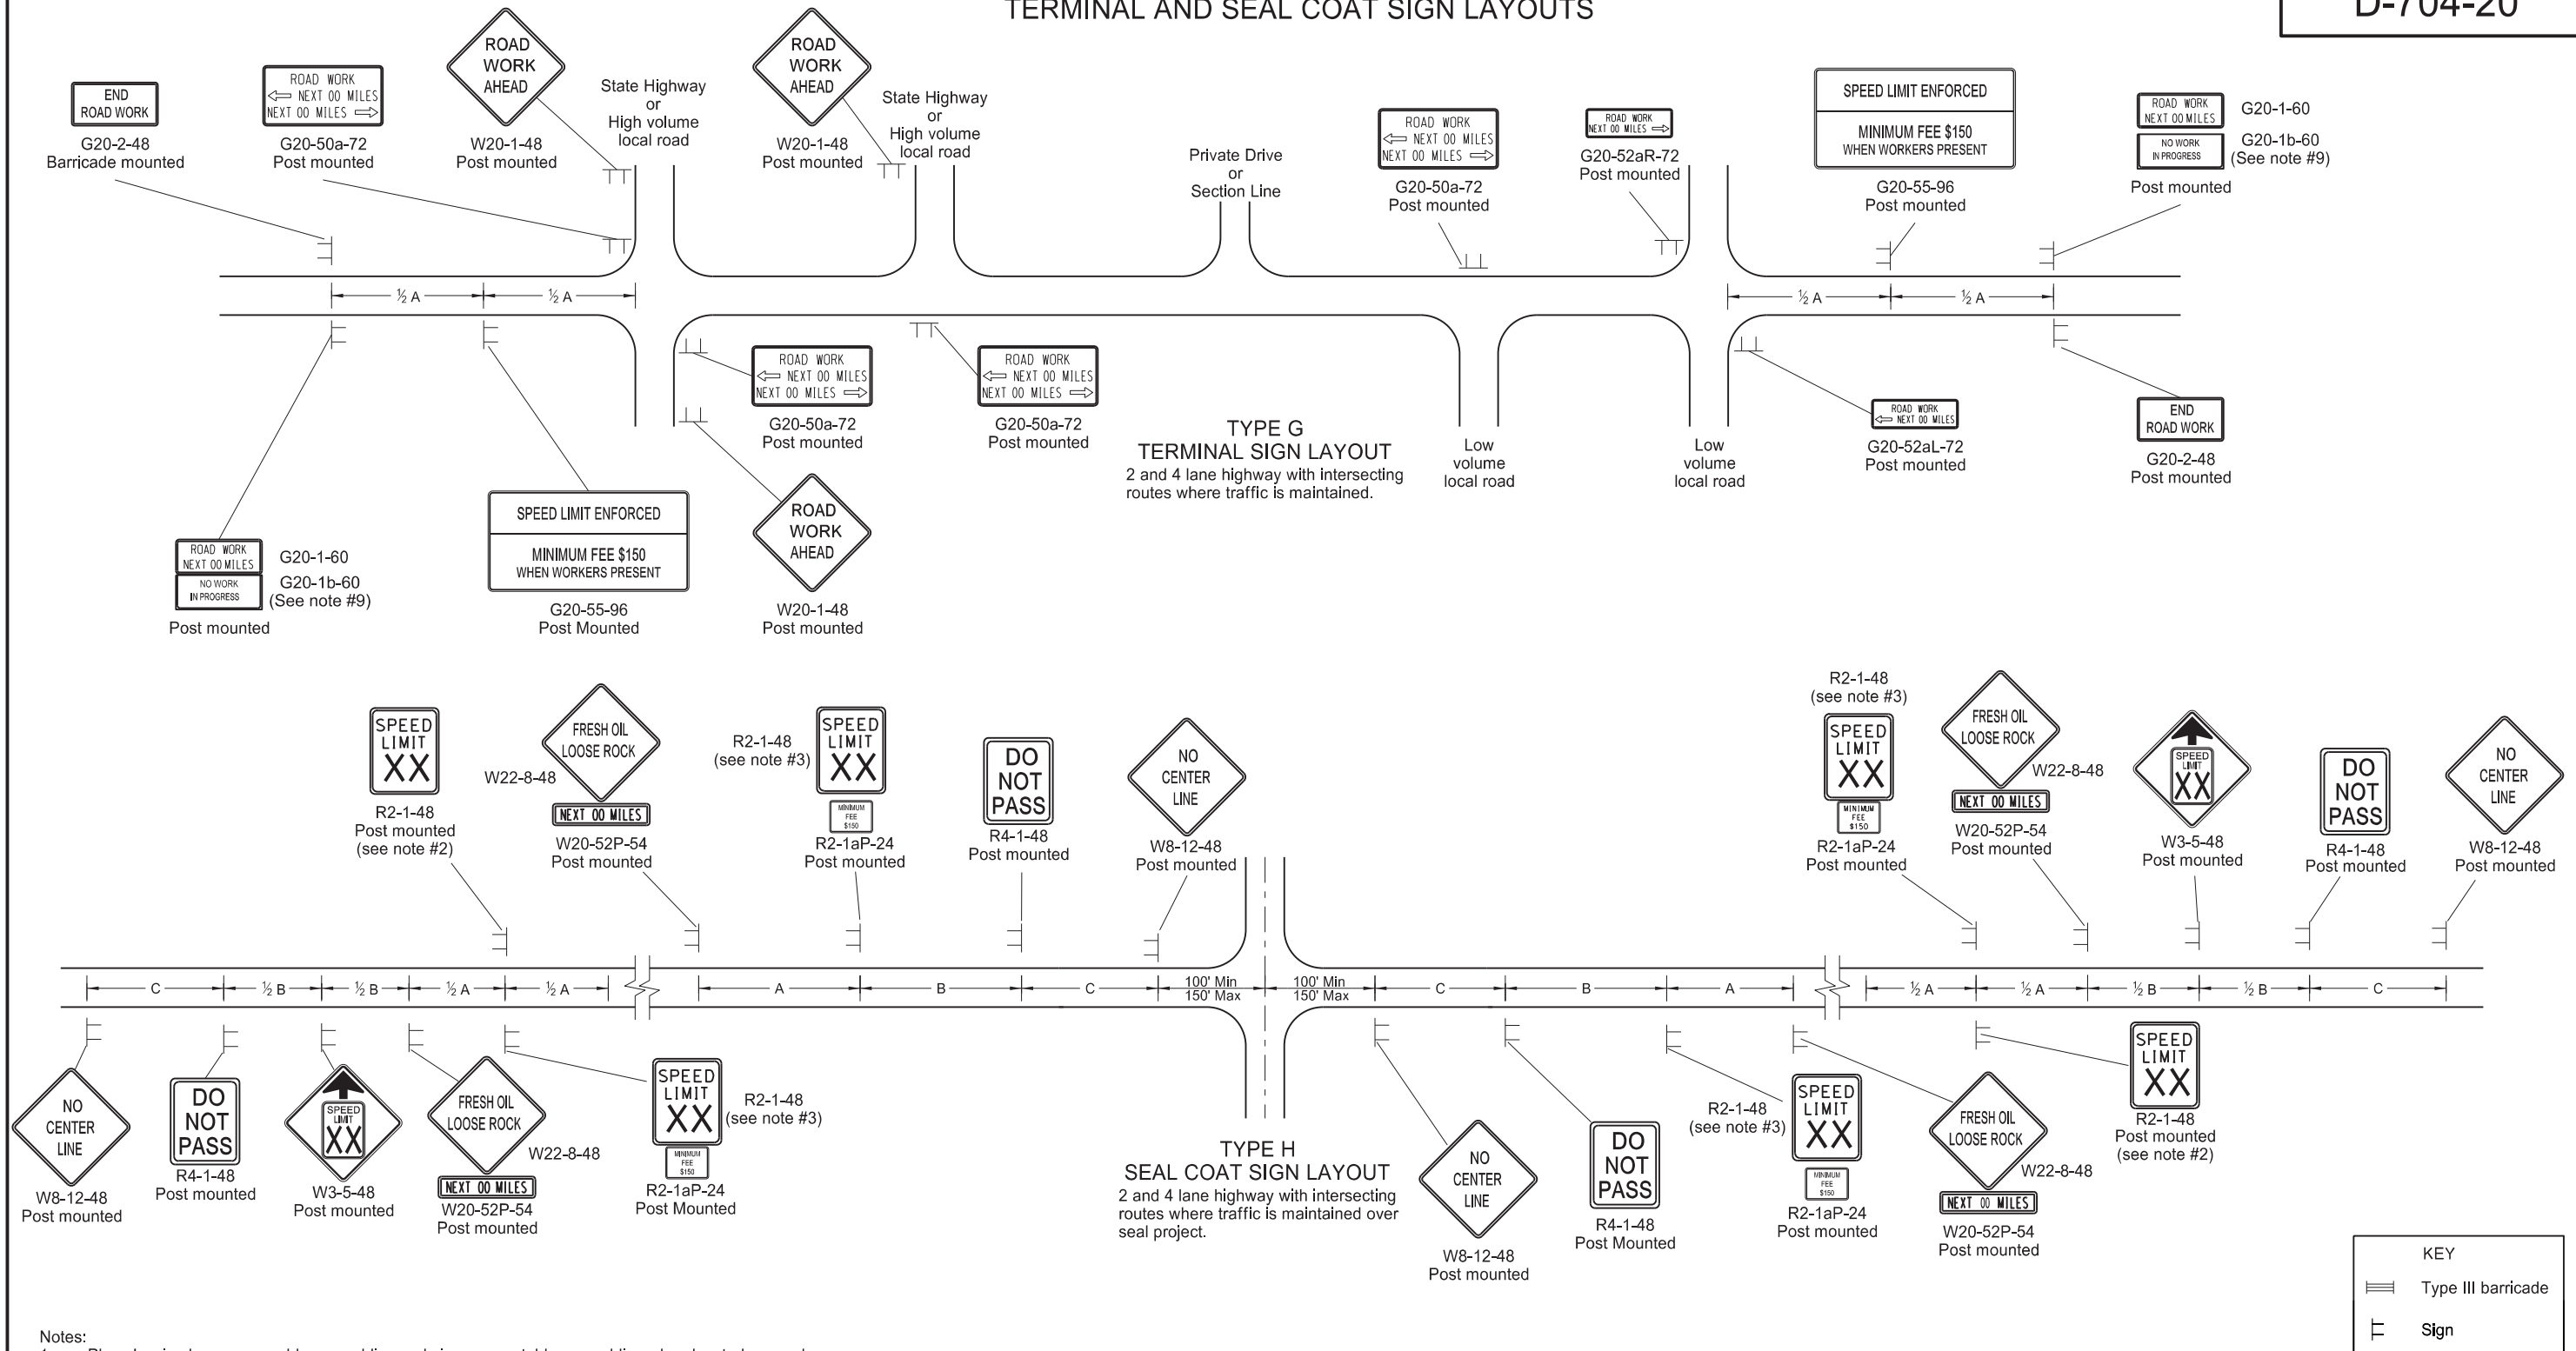 TERMINAL AND SEAL COAT SIGN LAYOUTS
D-704-20
END
ROAD WORK
G20-2-48
Barricade mounted
ROAD WORK
NEXT 00 MILES
NEXT 00 MILES
G20-50a-72
Post mounted
ROAD
WORK
AHEAD
W20-1-48
Post mounted
State Highway
or
High volume
local road
ROAD
WORK
AHEAD
W20-1-48
Post mounted
State Highway
or
High volume
local road
Private Drive
or
Section Line
ROAD WORK
NEXT 00 MILES
NEXT 00 MILES
G20-50a-72
Post mounted
ROAD WORK
NEXT 00 MILES
G20-52aR-72
Post mounted
SPEED LIMIT ENFORCED
MINIMUM FEE $150
WHEN WORKERS PRESENT
G20-55-96
Post mounted
ROAD WORK
NEXT 00 MILES
G20-1-60
NO WORK
IN PROGRESS
G20-1b-60
(See note #9)
Post mounted
½ A
½ A
½ A
½ A
ROAD WORK
NEXT 00 MILES
NEXT 00 MILES
G20-50a-72
Post mounted
ROAD WORK
NEXT 00 MILES
NEXT 00 MILES
G20-50a-72
Post mounted
TYPE G
TERMINAL SIGN LAYOUT
2 and 4 lane highway with intersecting
routes where traffic is maintained.
Low
volume
local road
Low
volume
local road
ROAD WORK
NEXT 00 MILES
G20-52aL-72
Post mounted
END
ROAD WORK
G20-2-48
Post mounted
ROAD WORK
NEXT 00 MILES
G20-1-60
NO WORK
IN PROGRESS
G20-1b-60
(See note #9)
Post mounted
SPEED LIMIT ENFORCED
MINIMUM FEE $150
WHEN WORKERS PRESENT
G20-55-96
Post Mounted
ROAD
WORK
AHEAD
W20-1-48
Post mounted
SPEED
LIMIT
XX
R2-1-48
Post mounted
(see note #2)
FRESH OIL
LOOSE ROCK
W22-8-48
NEXT 00 MILES
W20-52P-54
Post mounted
R2-1-48
(see note #3)
SPEED
LIMIT
XX
MINIMUM
FEE
$150
R2-1aP-24
Post mounted
DO
NOT
PASS
R4-1-48
Post mounted
NO
CENTER
LINE
W8-12-48
Post mounted
R2-1-48
(see note #3)
SPEED
LIMIT
XX
MINIMUM
FEE
$150
R2-1aP-24
Post mounted
FRESH OIL
LOOSE ROCK
W22-8-48
NEXT 00 MILES
W20-52P-54
Post mounted
SPEED
LIMIT
XX
W3-5-48
Post mounted
DO
NOT
PASS
R4-1-48
Post mounted
NO
CENTER
LINE
W8-12-48
Post mounted
C
½ B
½ B
½ A
½ A
A
B
C
100' Min
150' Max
100' Min
150' Max
C
B
A
½ A
½ A
½ B
½ B
C
NO
CENTER
LINE
W8-12-48
Post mounted
DO
NOT
PASS
R4-1-48
Post mounted
SPEED
LIMIT
XX
W3-5-48
Post mounted
FRESH OIL
LOOSE ROCK
W22-8-48
NEXT 00 MILES
W20-52P-54
Post mounted
SPEED
LIMIT
XX
R2-1-48
(see note #3)
MINIMUM
FEE
$150
R2-1aP-24
Post Mounted
TYPE H
SEAL COAT SIGN LAYOUT
2 and 4 lane highway with intersecting
routes where traffic is maintained over
seal project.
NO
CENTER
LINE
W8-12-48
Post mounted
DO
NOT
PASS
R4-1-48
Post Mounted
R2-1-48
(see note #3)
SPEED
LIMIT
XX
MINIMUM
FEE
$150
R2-1aP-24
Post mounted
FRESH OIL
LOOSE ROCK
W22-8-48
NEXT 00 MILES
W20-52P-54
Post mounted
SPEED
LIMIT
XX
R2-1-48
Post mounted
(see note #2)
KEY
Type III barricade
Sign
Notes: